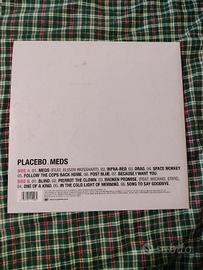 PLACEBO. MEDS
SIDE A. 01. MEDS (FEAT. ALISON MOSSHART). 02. INFRA-RED. 03. DRAG. 04. SPACE MONKEY
05. FOLLOW THE COPS BACK HOME. 06. POST BLUE. 07. BECAUSE I WANT YOU
SIDE B. 01. BLIND. 02. PIERROT THE CLOWN. 03. BROKEN PROMISE. (FEAT. MICHAEL STIPE).
04. ONE OF A KIND. 05. IN THE COLD LIGHT OF MORNING. 06. SONG TO SAY GOODBYE.